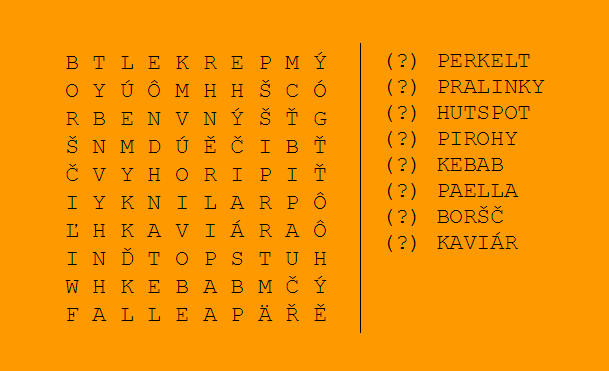 B T L E K R E P M Ý
O Y Ú Ô M H H Š C Ó
R B E N V N Ý Š Ť G
Š N M D Ú Ě Č I B Ť
Č V Y H O R I P I Ť
I Y K N I L A R P Ô
Ľ H K A V I Á R A Ô
I N Ď T O P S T U H
W H K E B A B M Č Ý
F A L L E A P Ä Ř Ě
(?) PERKELT
(?) PRALINKY
(?) HUTSPOT
(?) PIROHY
(?) KEBAB
(?) PAELLA
(?) BORŠČ
(?) KAVIÁR